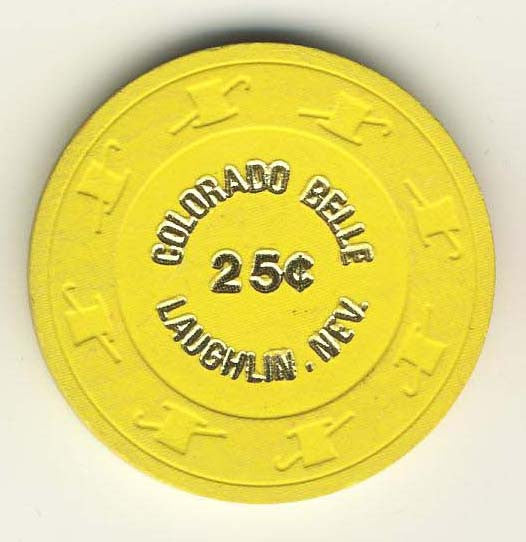 COLORADO BELLE
25¢
LAUGHLIN . NEV.